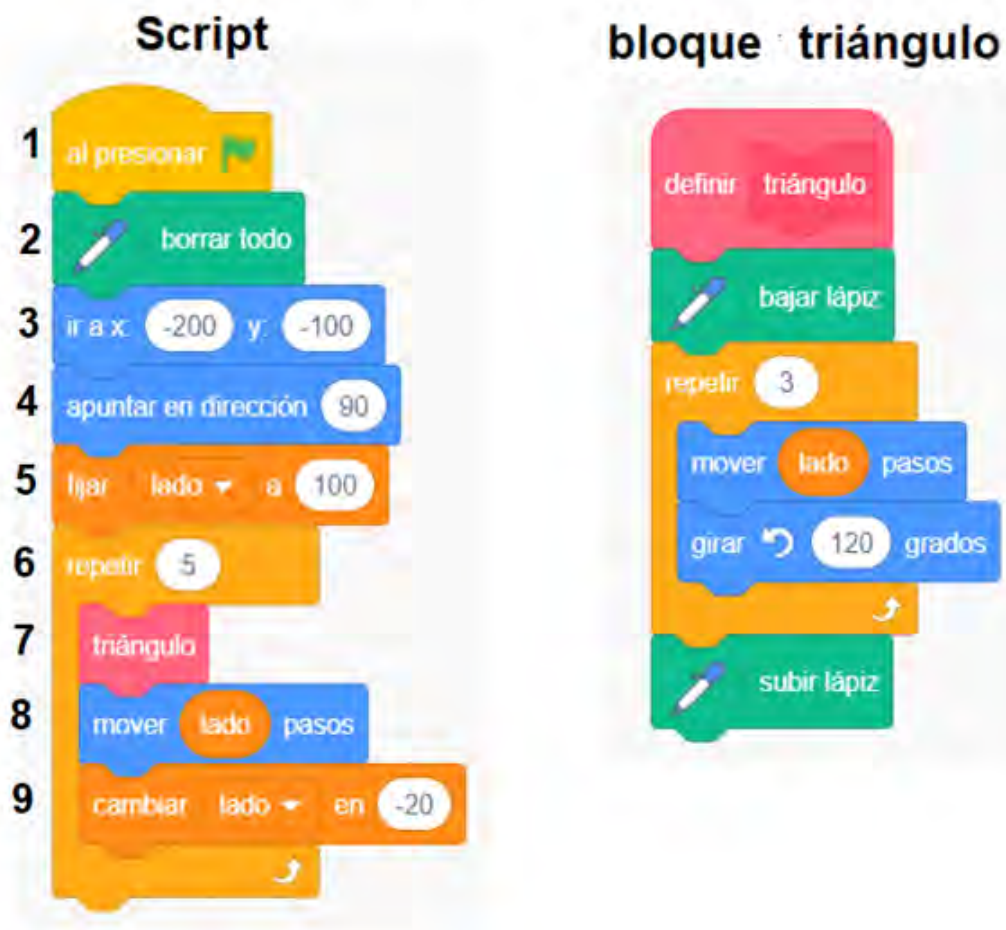 Script
1 al presionar
2 borrar todo
3 ir a x: -200 y: -100
4 apuntar en dirección 90
5 fijar lado a 100
6 repetir 5
7 triángulo
8 mover lado pasos
9 cambiar lado en -20
bloque triángulo
definir triángulo
bajar lápiz
repetir 3
mover lado pasos
girar 120 grados
subir lápiz